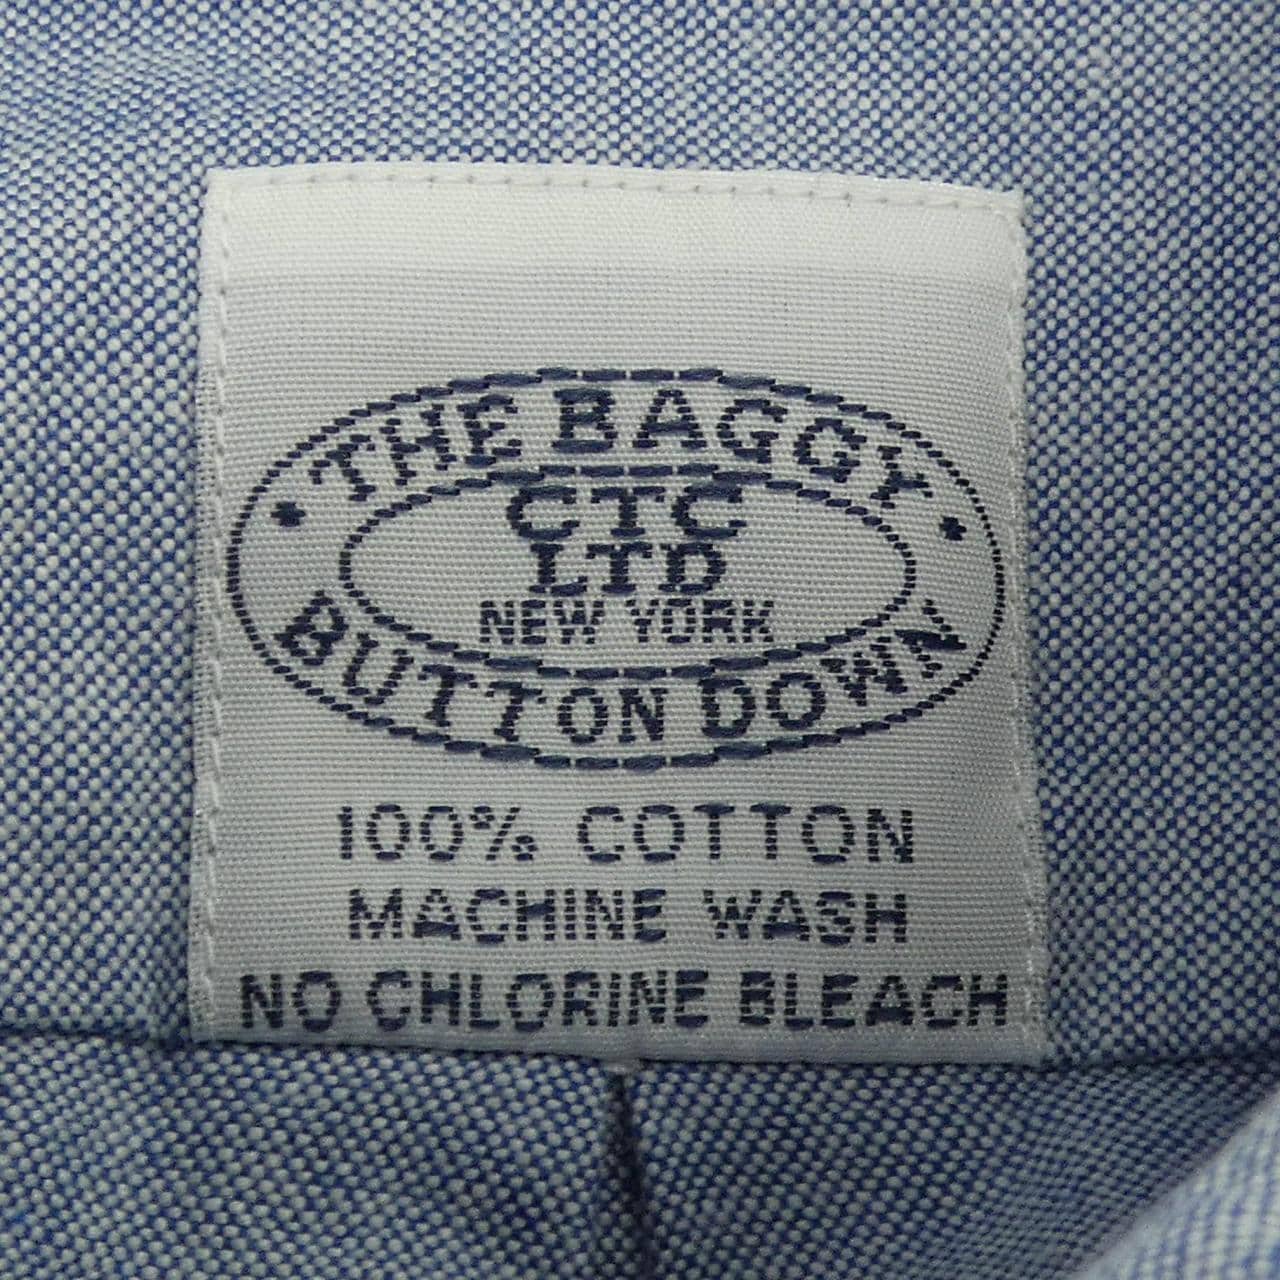 THE BAGGY
CTC
LTD
NEW YORK
BUTTON DOWN
100% COTTON
MACHINE WASH
NO CHLORINE BLEACH